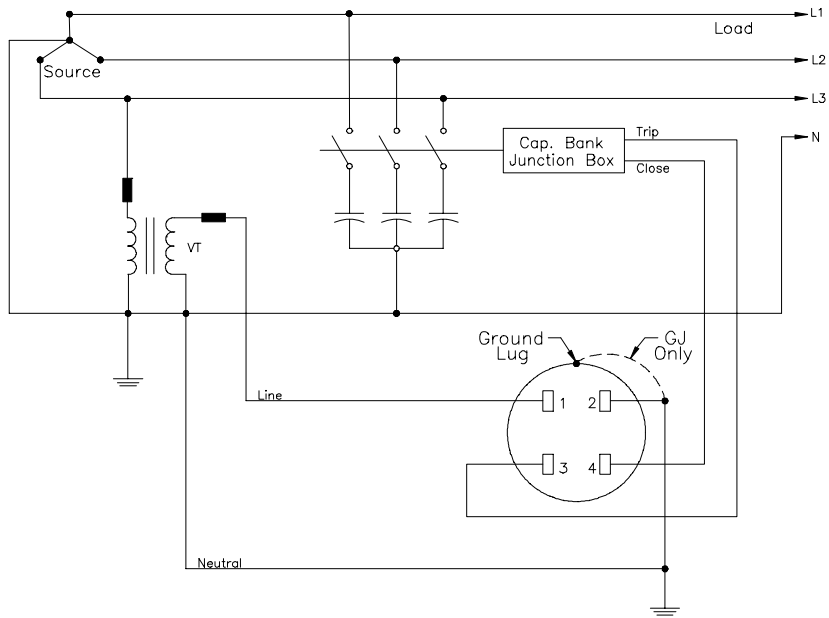 L1
Load
L2
Source
L3
Trip
N
Cap. Bank
Junction Box
Close
VT
Ground
Lug
GJ
Only
Line
1
2
3
4
Neutral